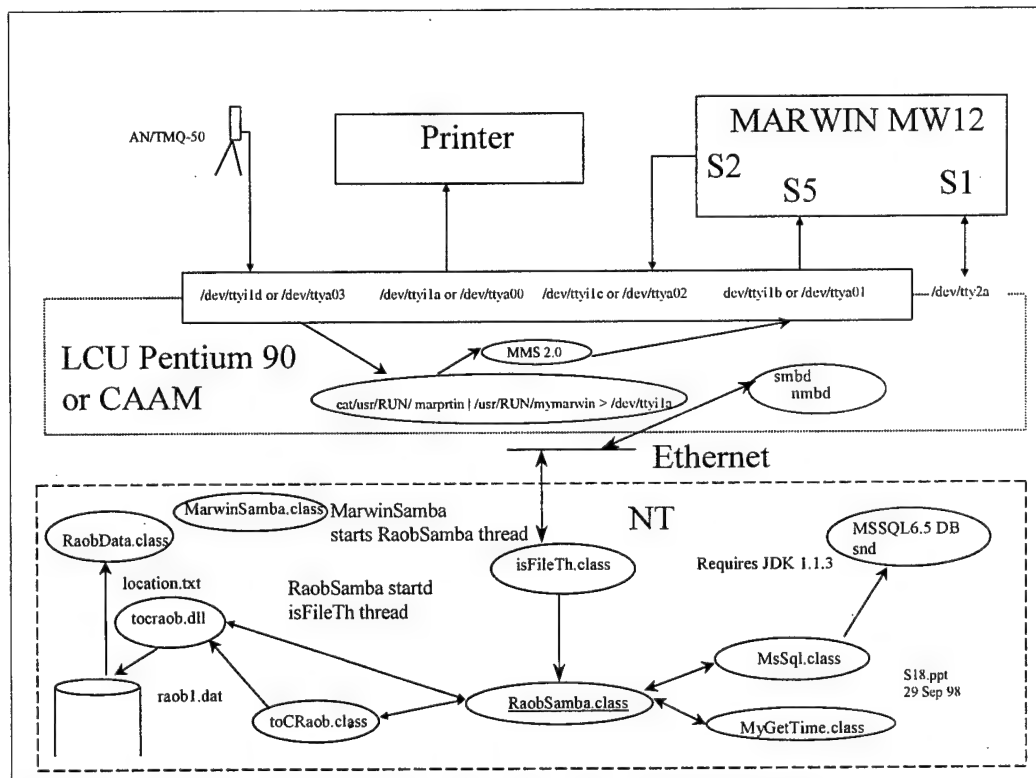 AN/TMQ-50
Printer
MARWIN MW12
S2
S5
S1
/dev/ttyi1d or /dev/ttya03
/dev/ttyi1a or /dev/ttya00
/dev/ttyi1c or /dev/ttya02
dev/ttyi1b or /dev/ttya01
/dev/tty2a
LCU Pentium 90
or CAAM
MMS 2.0
cat/usr/RUN/ marprtin | /usr/RUN/mymarwin > /dev/ttyi1a
smbd
nmbd
Ethernet
NT
MarwinSamba.class
MarwinSamba
starts RaobSamba thread
RaobData.class
isFileTh.class
Requires JDK 1.1.3
MSSQL6.5 DB
snd
location.txt
RaobSamba startd
isFileTh thread
tocraob.dll
raob1.dat
toCRaob.class
RaobSamba.class
MsSql.class
MyGetTime.class
S18.ppt
29 Sep 98